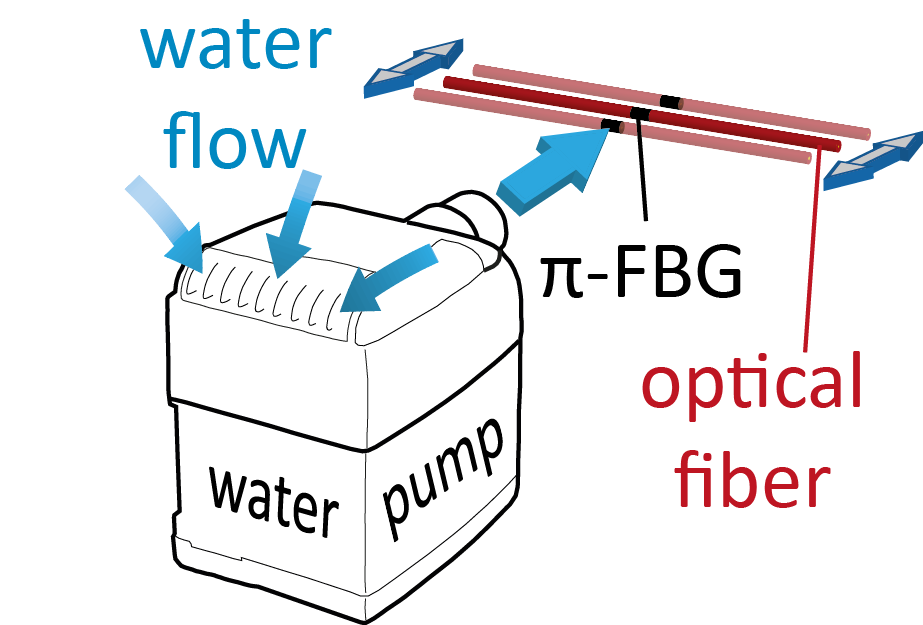 water
flow
π-FBG
optical
fiber
water pump